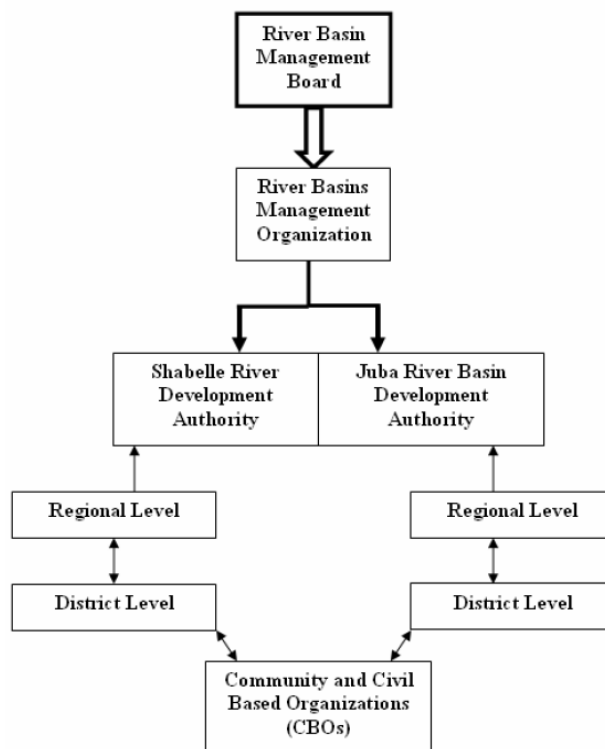 River Basin
Management
Board
River Basins
Management
Organization
Shabelle River
Development
Authority
Juba River Basin
Development
Authority
Regional Level
Regional Level
District Level
District Level
Community and Civil
Based Organizations
(CBOs)